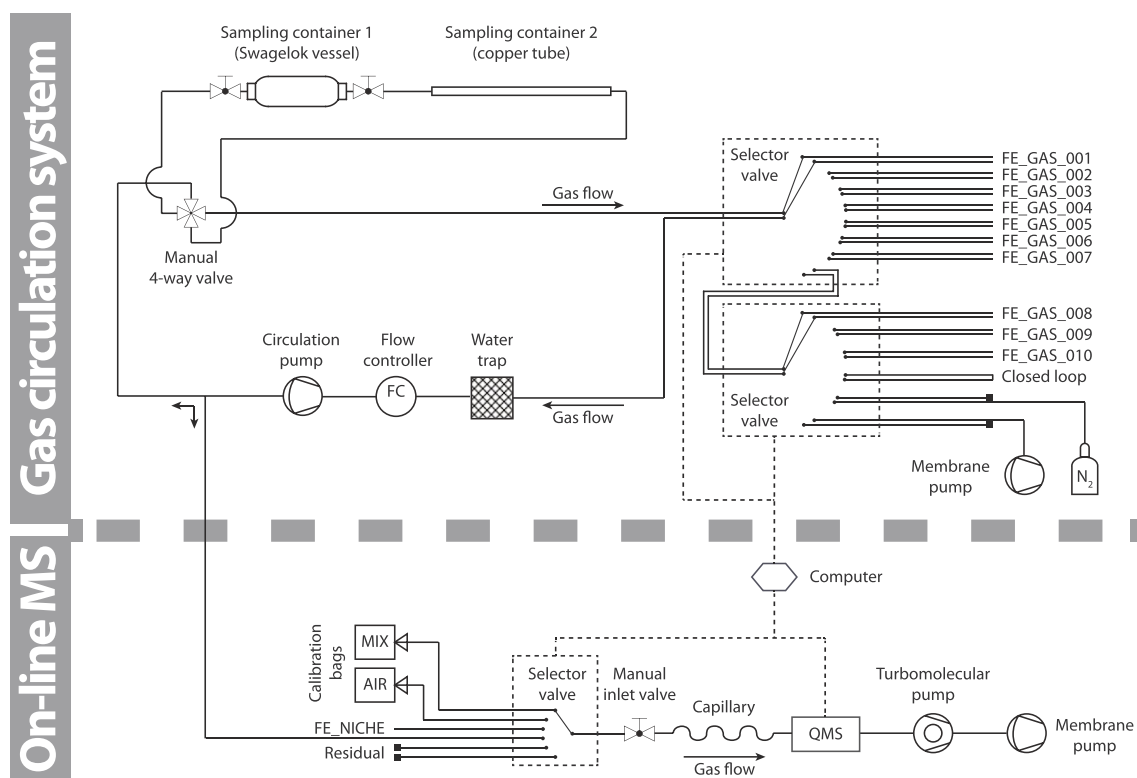 Gas circulation system
Sampling container 1
(Swagelok vessel)
Sampling container 2
(copper tube)
Selector
valve
FE_GAS_001
FE_GAS_002
FE_GAS_003
FE_GAS_004
FE_GAS_005
FE_GAS_006
FE_GAS_007
Gas flow
Manual
4-way valve
FE_GAS_008
FE_GAS_009
FE_GAS_010
Closed loop
Circulation
pump
Flow
controller
Water
trap
FC
Gas flow
Selector
valve
Membrane
pump
N2
On-line MS
Computer
Calibration
bags
MIX
AIR
FE_NICHE
Residual
Selector
valve
Manual
inlet valve
Capillary
Gas flow
QMS
Turbomolecular
pump
Membrane
pump